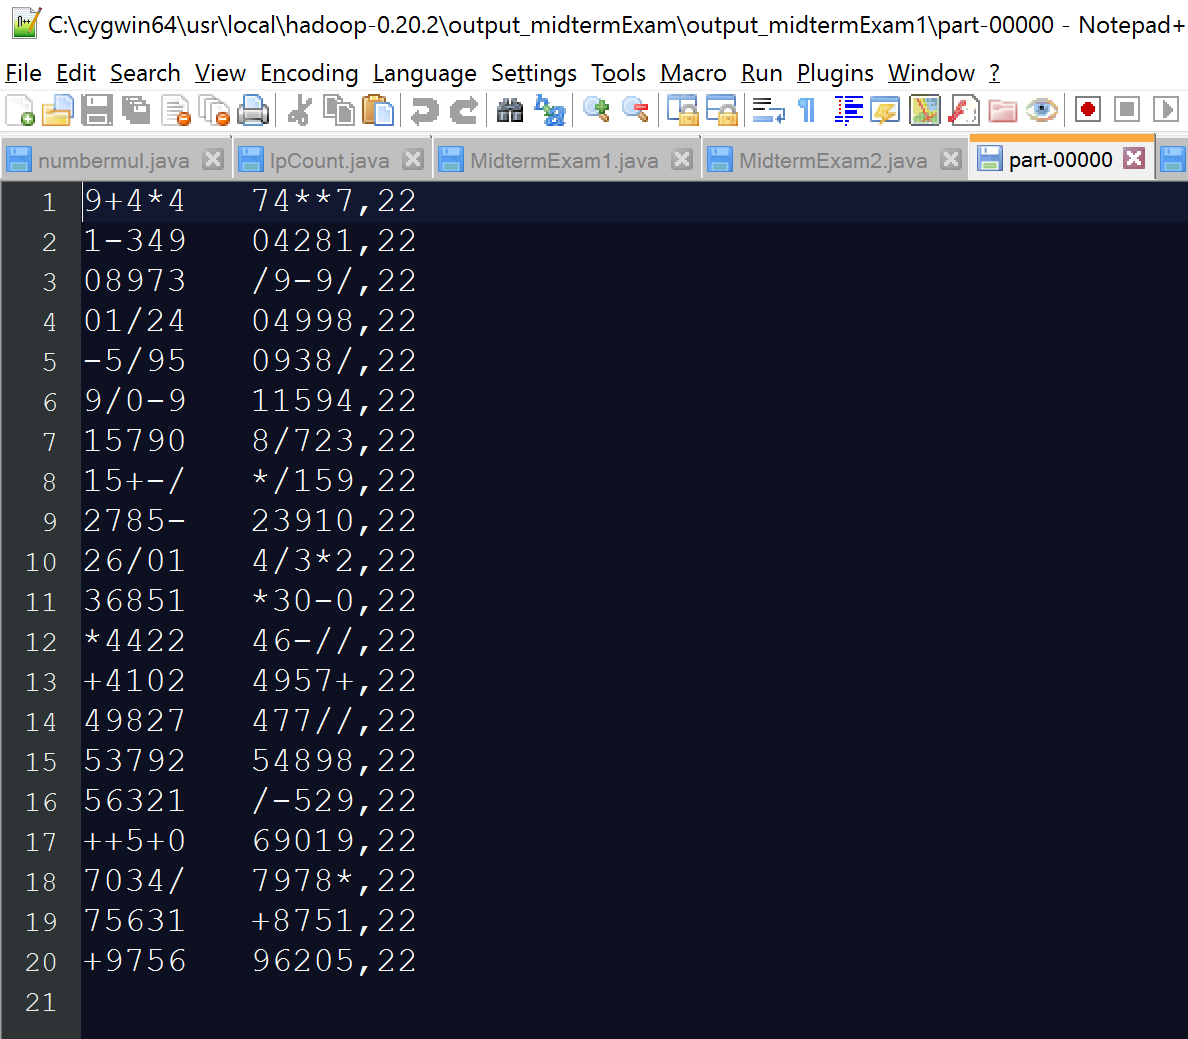 C:\cygwin64\usr\local\hadoop-0.20.2\output_midtermExam\output_midtermExam1\part-00000 - Notepad+
File Edit Search View Encoding Language Settings Tools Macro Run Plugins Window ?
numbermul.java IpCount.java MidtermExam1.java MidtermExam2.java part-00000
1 9+4*4 74**7,22
2 1-349 04281,22
3 08973 /9-9/,22
4 01/24 04998,22
5 -5/95 0938/,22
6 9/0-9 11594,22
7 15790 8/723,22
8 15+-/ */159,22
9 2785- 23910,22
10 26/01 4/3*2,22
11 36851 *30-0,22
12 *4422 46-//,22
13 +4102 4957+,22
14 49827 477//,22
15 53792 54898,22
16 56321 /-529,22
17 ++5+0 69019,22
18 7034/ 7978*,22
19 75631 +8751,22
20 +9756 96205,22
21